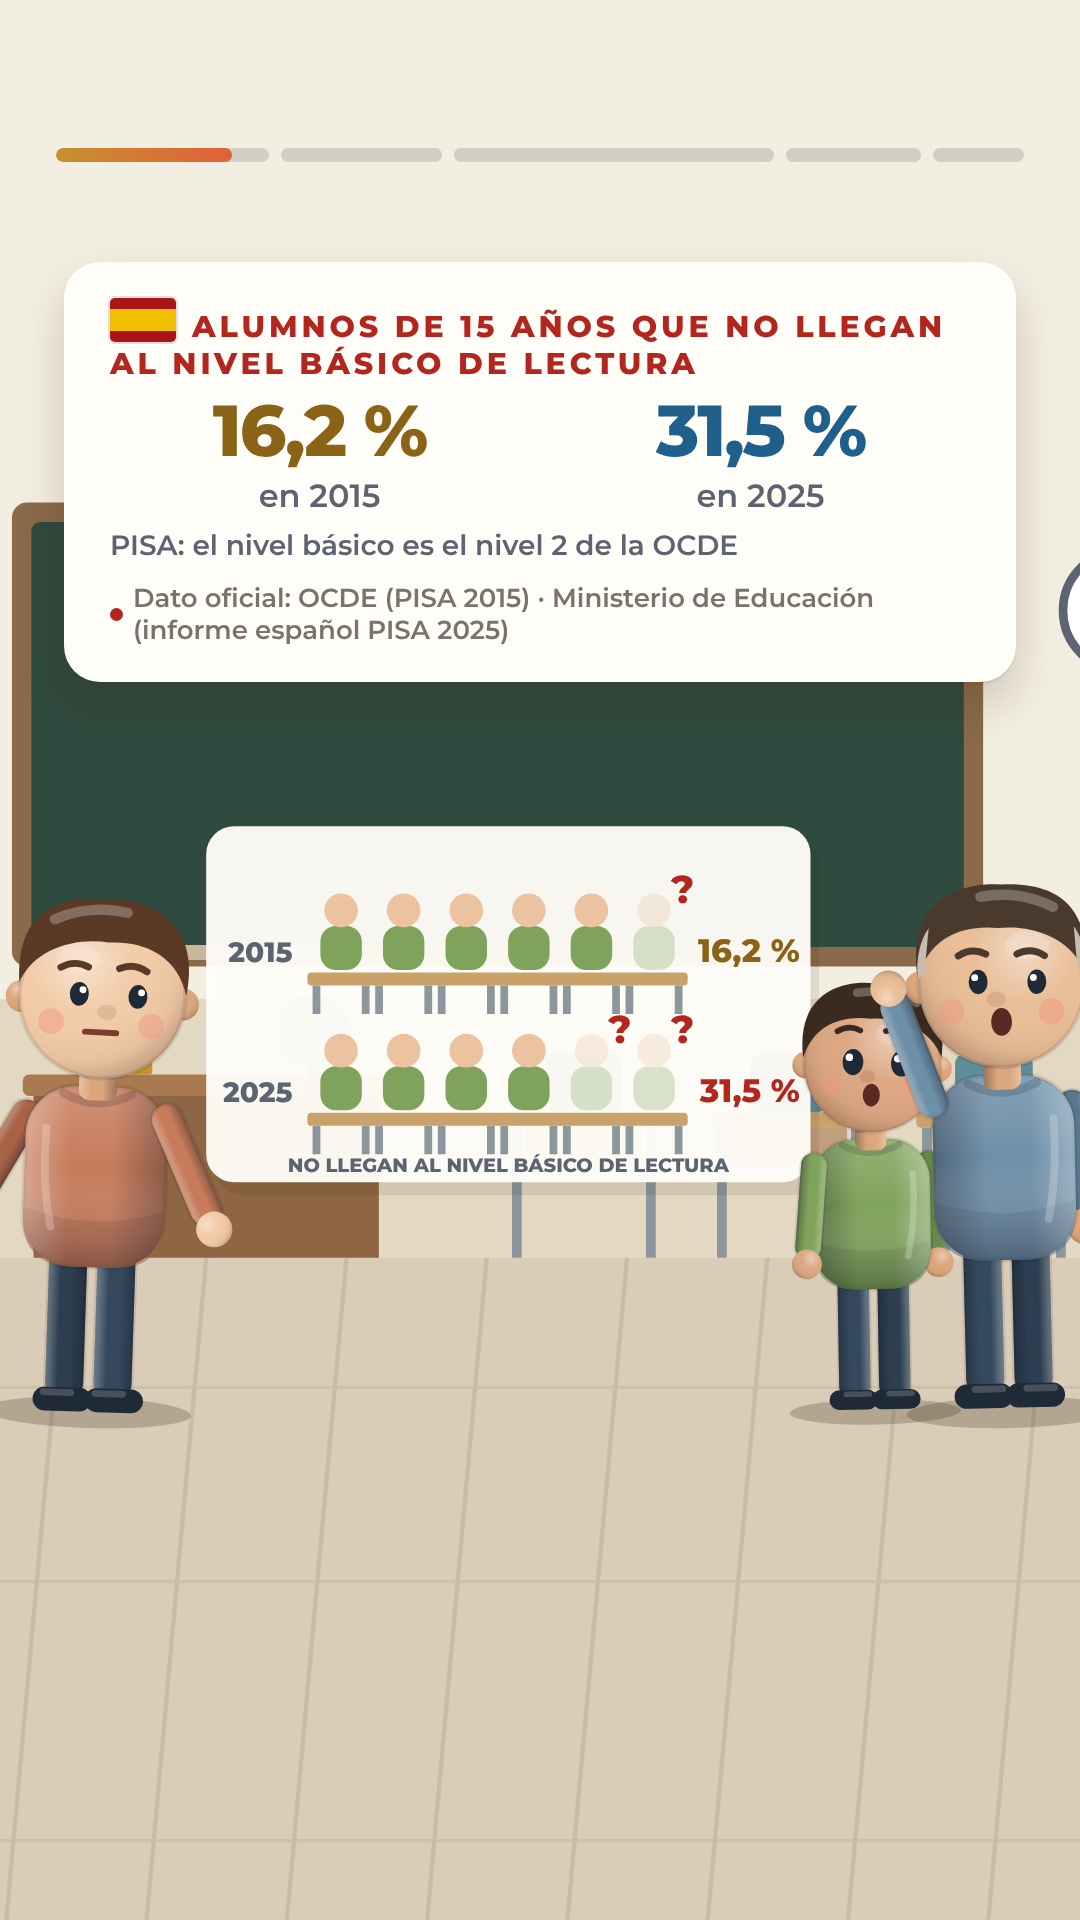 ALUMNOS DE 15 AÑOS QUE NO LLEGAN
AL NIVEL BÁSICO DE LECTURA
16,2 % 31,5 %
en 2015 en 2025
PISA: el nivel básico es el nivel 2 de la OCDE
Dato oficial: OCDE (PISA 2015) · Ministerio de Educación
(informe español PISA 2025)
?
2015 16,2 %
? ?
2025 31,5 %
NO LLEGAN AL NIVEL BÁSICO DE LECTURA